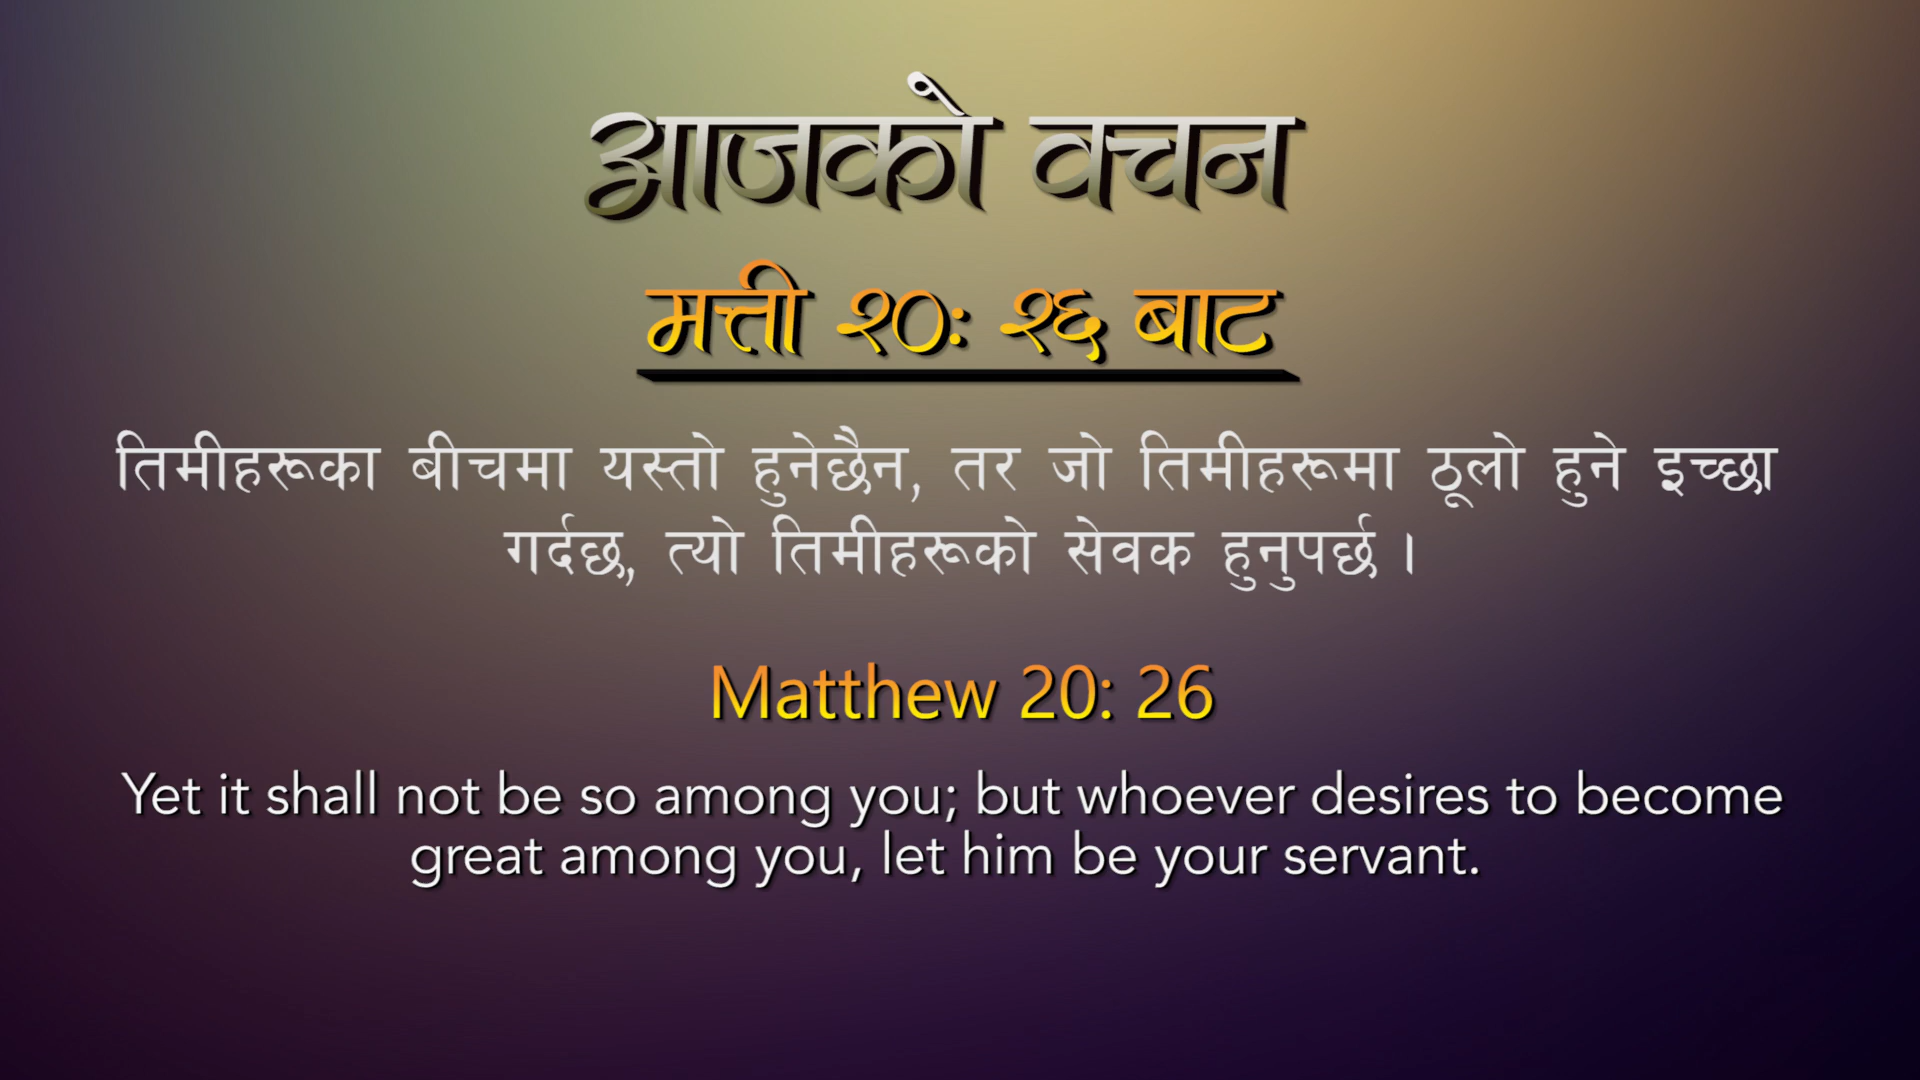 आजको वचन
मत्ती २०: २६ बाट
तिमीहरूका बीचमा यस्तो हुनेछैन, तर जो तिमीहरूमा ठूलो हुने इच्छा
गर्दछ, त्यो तिमीहरूको सेवक हुनुपर्छ ।
Matthew 20: 26
Yet it shall not be so among you; but whoever desires to become
great among you, let him be your servant.